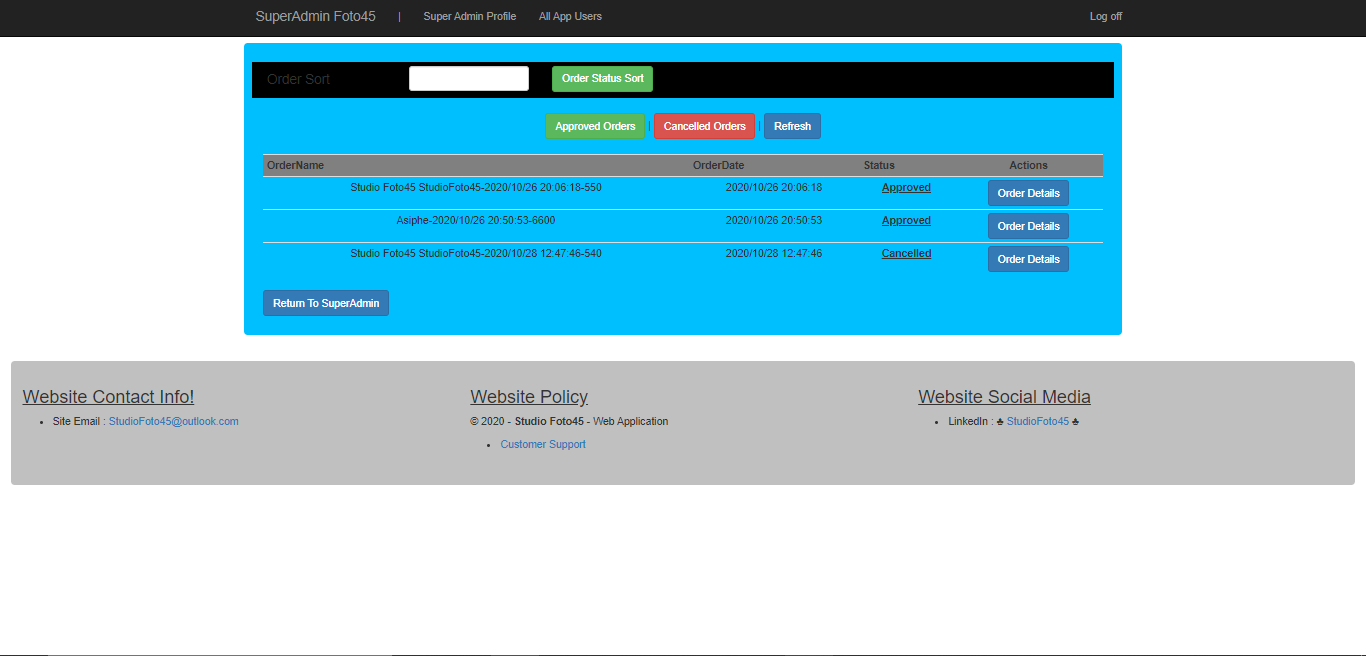 SuperAdmin Foto45 | Super Admin Profile All App Users Log off
Order Sort Order Status Sort
Approved Orders | Cancelled Orders | Refresh
OrderName OrderDate Status Actions
Studio Foto45 StudioFoto45-2020/10/26 20:06:18-550 2020/10/26 20:06:18 Approved Order Details
Asiphe-2020/10/26 20:50:53-6600 2020/10/26 20:50:53 Approved Order Details
Studio Foto45 StudioFoto45-2020/10/28 12:47:46-540 2020/10/28 12:47:46 Cancelled Order Details
Return To SuperAdmin
Website Contact Info! Website Policy Website Social Media
• Site Email : StudioFoto45@outlook.com © 2020 - Studio Foto45 - Web Application • LinkedIn : ♣ StudioFoto45 ♣
• Customer Support